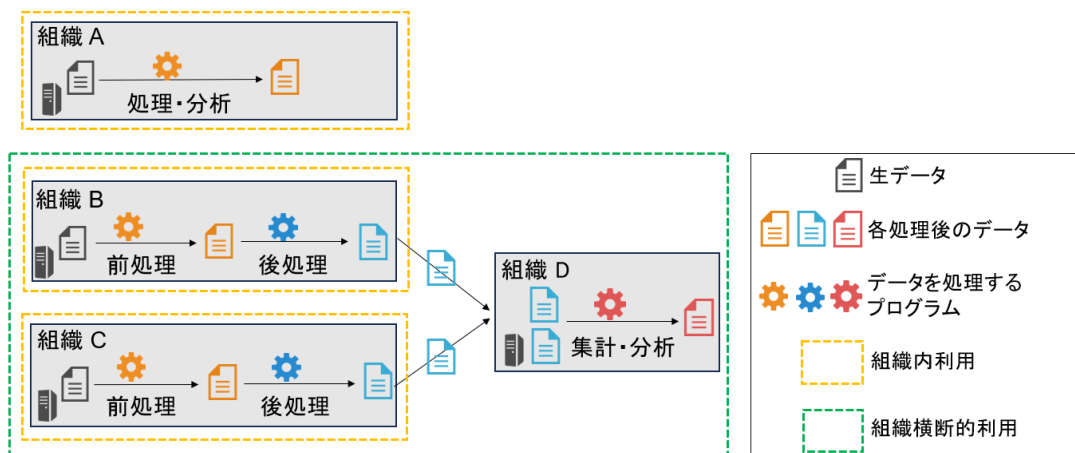 組織 A
処理・分析
組織 B
前処理
後処理
組織 C
前処理
後処理
組織 D
集計・分析
生データ
各処理後のデータ
データを処理する
プログラム
組織内利用
組織横断的利用